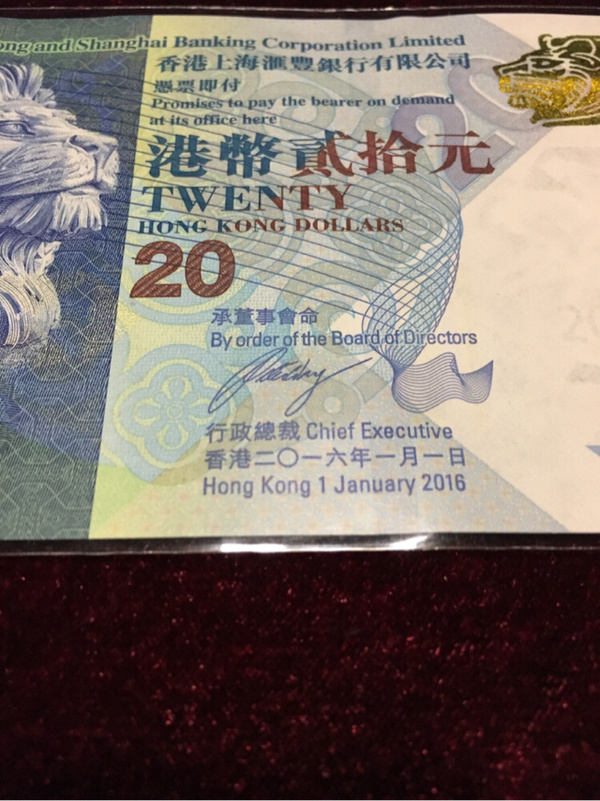 ong and Shanghai Banking Corporation Limited
香港上海滙豐銀行有限公司
憑票即付
Promises to pay the bearer on demand
at its office here
港幣貳拾元
TWENTY
HONG KONG DOLLARS
20
承董事會命
By order of the Board of Directors
行政總裁 Chief Executive
香港二〇一六年一月一日
Hong Kong 1 January 2016